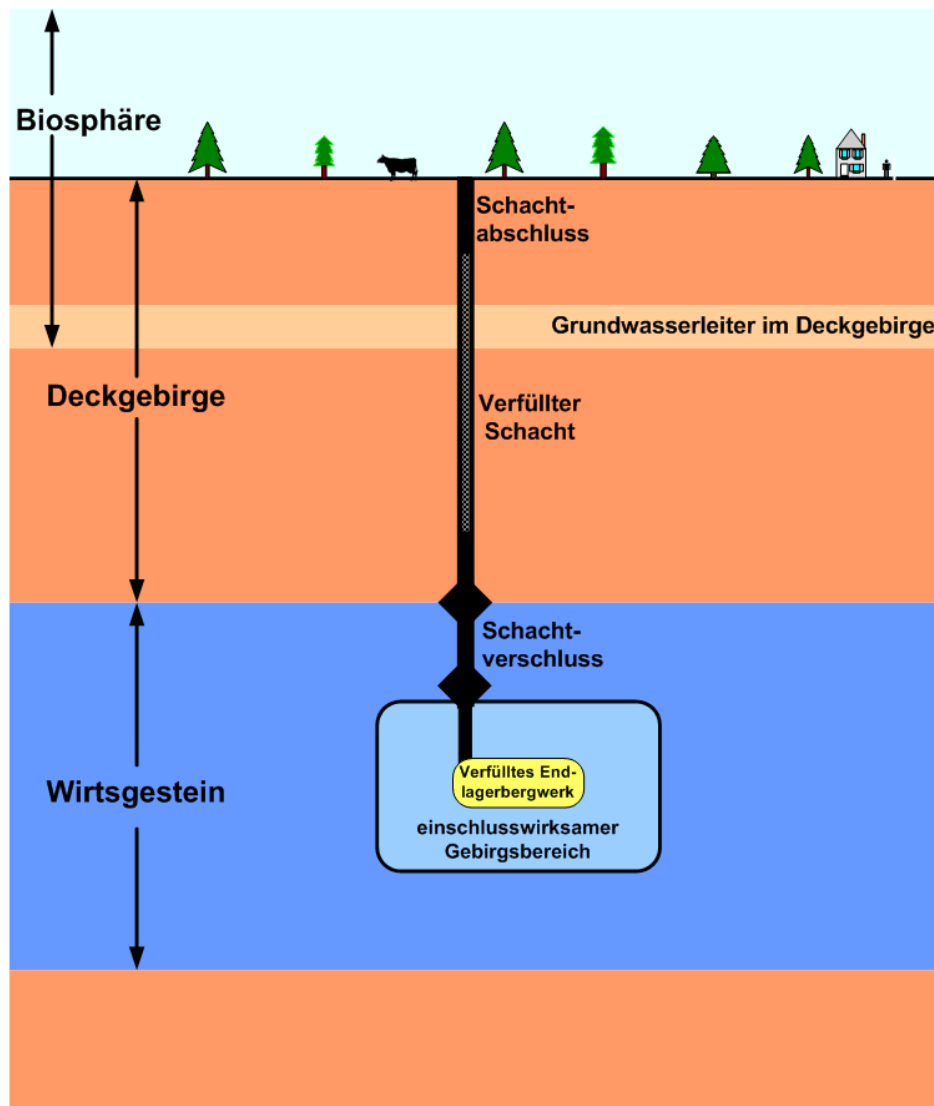 Biosphäre
Schacht-
abschluss
Grundwasserleiter im Deckgebirge
Deckgebirge
Verfüllter
Schacht
Schacht-
verschluss
Wirtsgestein
Verfülltes End-
lagerbergwerk
einschlusswirksamer
Gebirgsbereich